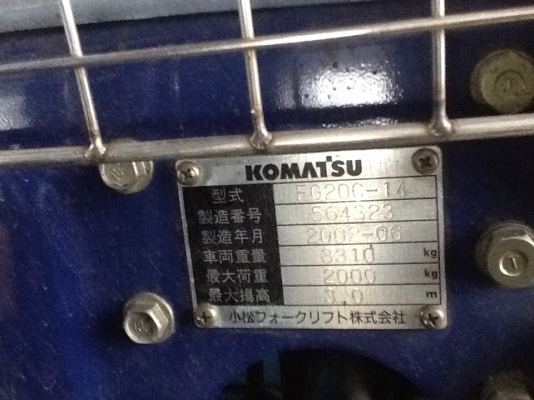 KOMATSU
型式 FG20C-14
製造番号 564323
製造年月 2002-06
車両重量 3310 kg
最大荷重 2000 kg
最大揚高 3.0 m
小松フォークリフト株式会社